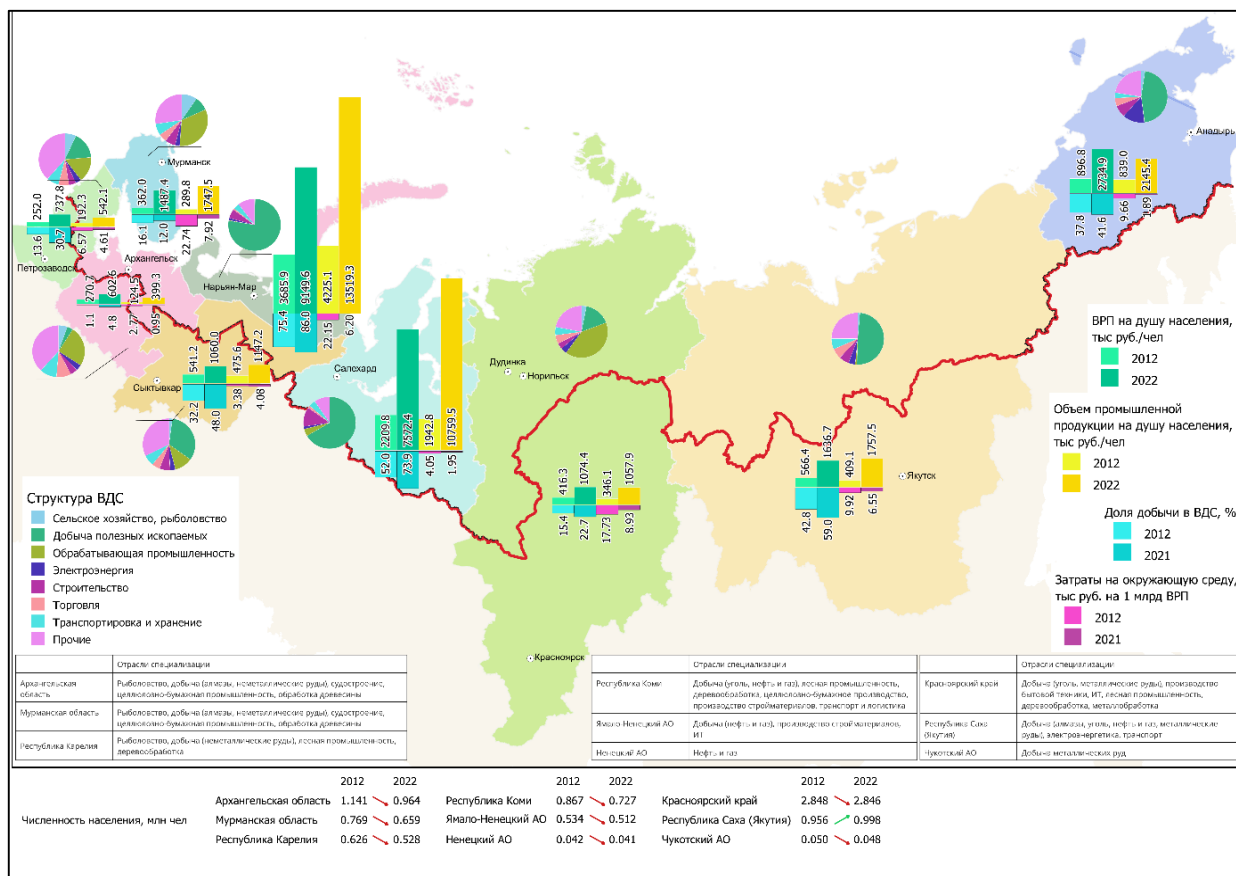 Мурманск
Анадырь
252.0
737.8
192.3
542.1
13.6
30.7
6.57
4.61
Петрозаводск
362.0
1487.4
289.8
1747.5
16.1
12.0
22.74
7.92
Архангельск
270.7
602.6
124.5
399.3
1.1
4.8
2.77
0.95
Нарьян-Мар
3685.9
9149.6
4225.1
13519.3
75.4
86.0
22.15
6.20
Сыктывкар
541.2
1060.0
475.6
1147.2
32.2
48.0
3.38
4.08
Салехард
2209.8
7572.4
1942.8
10759.5
52.0
73.9
4.05
1.95
Дудинка
Норильск
416.3
1074.4
346.1
1057.9
15.4
22.7
17.73
8.93
Красноярск
566.4
1636.7
409.1
1757.5
42.8
59.0
9.92
6.55
Якутск
896.8
2734.9
839.0
2145.4
37.8
41.6
9.66
1.89
ВРП на душу населения,
тыс руб./чел
2012
2022
Объем промышленной
продукции на душу населения,
тыс руб./чел
2012
2022
Доля добычи в ВДС, %
2012
2021
Затраты на окружающую среду,
тыс руб. на 1 млрд ВРП
2012
2021
Структура ВДС
Сельское хозяйство, рыболовство
Добыча полезных ископаемых
Обрабатывающая промышленность
Электроэнергия
Строительство
Торговля
Транспортировка и хранение
Прочие
Отрасли специализации
Архангельская область
Рыболовство, добыча (алмазы, неметаллические руды), судостроение,
целлюлозно-бумажная промышленность, обработка древесины
Мурманская область
Рыболовство, добыча (алмазы, неметаллические руды), судостроение,
целлюлозно-бумажная промышленность, обработка древесины
Республика Карелия
Рыболовство, добыча (неметаллические руды), лесная промышленность,
деревообработка
Отрасли специализации
Республика Коми
Добыча (уголь, нефть и газ), лесная промышленность,
деревообработка, целлюлозно-бумажное производство,
производство стройматериалов, транспорт и логистика
Ямало-Ненецкий АО
Добыча (нефть и газ), производство стройматериалов,
ИТ
Ненецкий АО
Нефть и газ
Отрасли специализации
Красноярский край
Добыча (уголь, металлические руды), производство
бытовой техники, ИТ, лесная промышленность,
деревообработка, металлобработка
Республика Саха
(Якутия)
Добыча (алмазы, уголь, нефть и газ, металлические
руды), электроэнергетика, транспорт
Чукотский АО
Добыча металлических руд
2012 2022 2012 2022 2012 2022
Архангельская область 1.141 0.964 Республика Коми 0.867 0.727 Красноярский край 2.848 2.846
Численность населения, млн чел Мурманская область 0.769 0.659 Ямало-Ненецкий АО 0.534 0.512 Республика Саха (Якутия) 0.956 0.998
Республика Карелия 0.626 0.528 Ненецкий АО 0.042 0.041 Чукотский АО 0.050 0.048